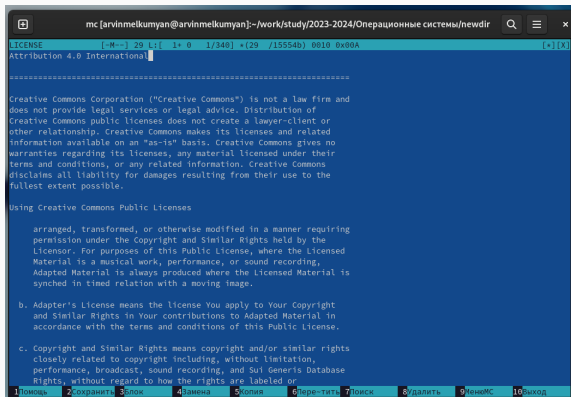 mc [arvinmelkumyan@arvinmelkumyan]:~/work/study/2023-2024/Операционные системы/newdir
LICENSE [-M--] 29 L:[ 1+ 0 1/340] *(29 /15554b) 0010 0x00A [*][X]
Attribution 4.0 International
=======================================================================
Creative Commons Corporation ("Creative Commons") is not a law firm and
does not provide legal services or legal advice. Distribution of
Creative Commons public licenses does not create a lawyer-client or
other relationship. Creative Commons makes its licenses and related
information available on an "as-is" basis. Creative Commons gives no
warranties regarding its licenses, any material licensed under their
terms and conditions, or any related information. Creative Commons
disclaims all liability for damages resulting from their use to the
fullest extent possible.
Using Creative Commons Public Licenses
arranged, transformed, or otherwise modified in a manner requiring
permission under the Copyright and Similar Rights held by the
Licensor. For purposes of this Public License, where the Licensed
Material is a musical work, performance, or sound recording,
Adapted Material is always produced where the Licensed Material is
synched in timed relation with a moving image.
b. Adapter's License means the license You apply to Your Copyright
and Similar Rights in Your contributions to Adapted Material in
accordance with the terms and conditions of this Public License.
c. Copyright and Similar Rights means copyright and/or similar rights
closely related to copyright including, without limitation,
performance, broadcast, sound recording, and Sui Generis Database
Rights, without regard to how the rights are labeled or
1Помощь 2Сохранить 3Блок 4Замена 5Копия 6Пере~тить 7Поиск 8Удалить 9МенюMC 10Выход